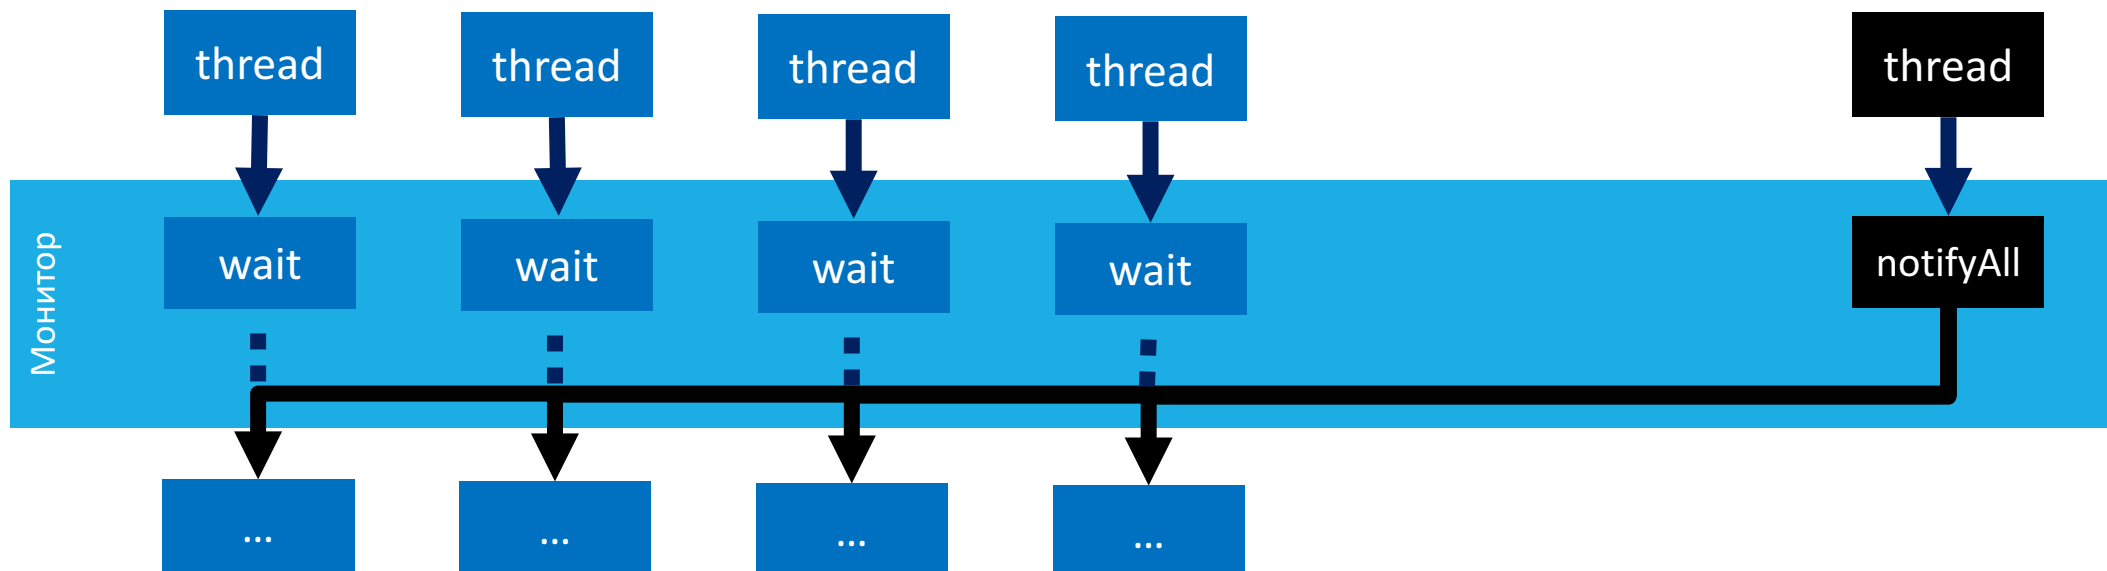 thread
thread
thread
thread
thread
Монитор
wait
wait
wait
wait
notifyAll
...
...
...
...